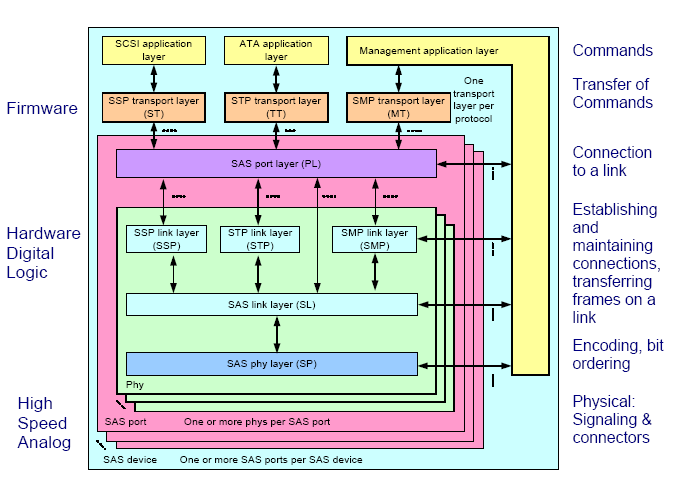 SCSI application
layer
ATA application
layer
Management application layer
Commands
Firmware
SSP transport layer
(ST)
STP transport layer
(TT)
SMP transport layer
(MT)
One
transport
layer per
protocol
Transfer of
Commands
SAS port layer (PL)
Connection
to a link
Hardware
Digital
Logic
SSP link layer
(SSP)
STP link layer
(STP)
SMP link layer
(SMP)
Establishing
and
maintaining
connections,
transferring
frames on a
link
SAS link layer (SL)
SAS phy layer (SP)
Encoding, bit
ordering
Phy
High
Speed
Analog
SAS port
One or more phys per SAS port
Physical:
Signaling &
connectors
SAS device
One or more SAS ports per SAS device